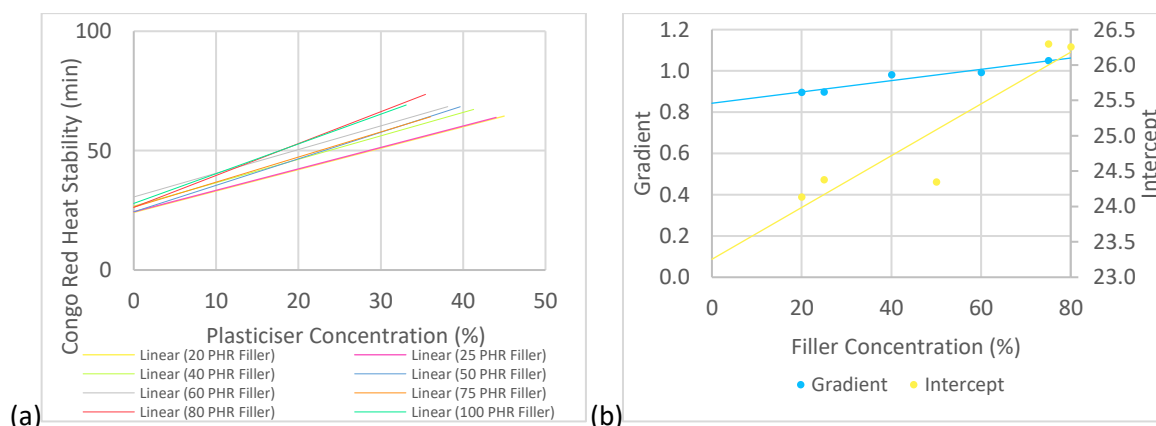 100
50
0
Congo Red Heat Stability (min)
0 10 20 30 40 50
Plasticiser Concentration (%)
Linear (20 PHR Filler) Linear (25 PHR Filler)
Linear (40 PHR Filler) Linear (50 PHR Filler)
Linear (60 PHR Filler) Linear (75 PHR Filler)
Linear (80 PHR Filler) Linear (100 PHR Filler)
(a)
1.2
1.0
0.8
0.6
0.4
0.2
0.0
Gradient
26.5
26.0
25.5
25.0
24.5
24.0
23.5
23.0
Intercept
0 20 40 60 80
Filler Concentration (%)
Gradient Intercept
(b)